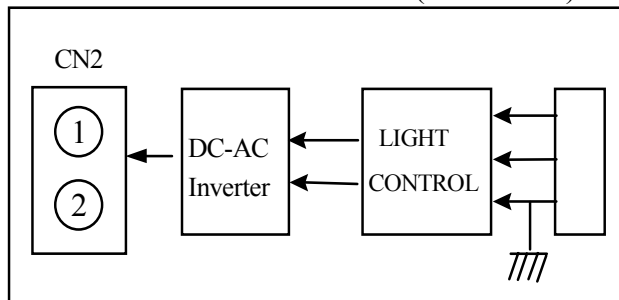 CN2
1
2
DC-AC
Inverter
LIGHT
CONTROL